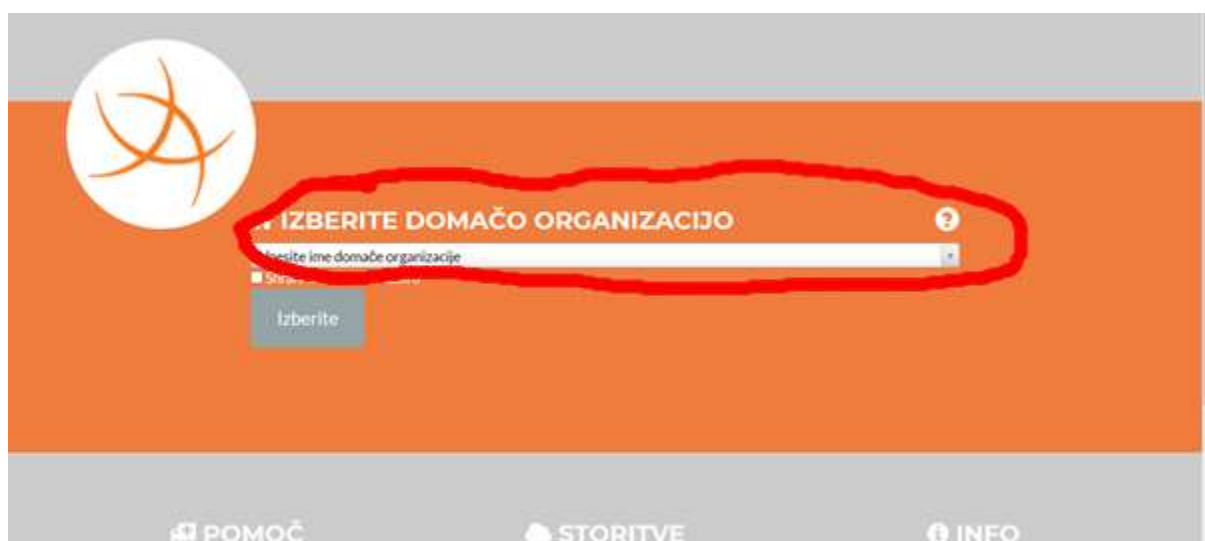 IZBERITE DOMAČO ORGANIZACIJO
ime domače organizacije
Izberite
POMOČ
STORITVE
INFO